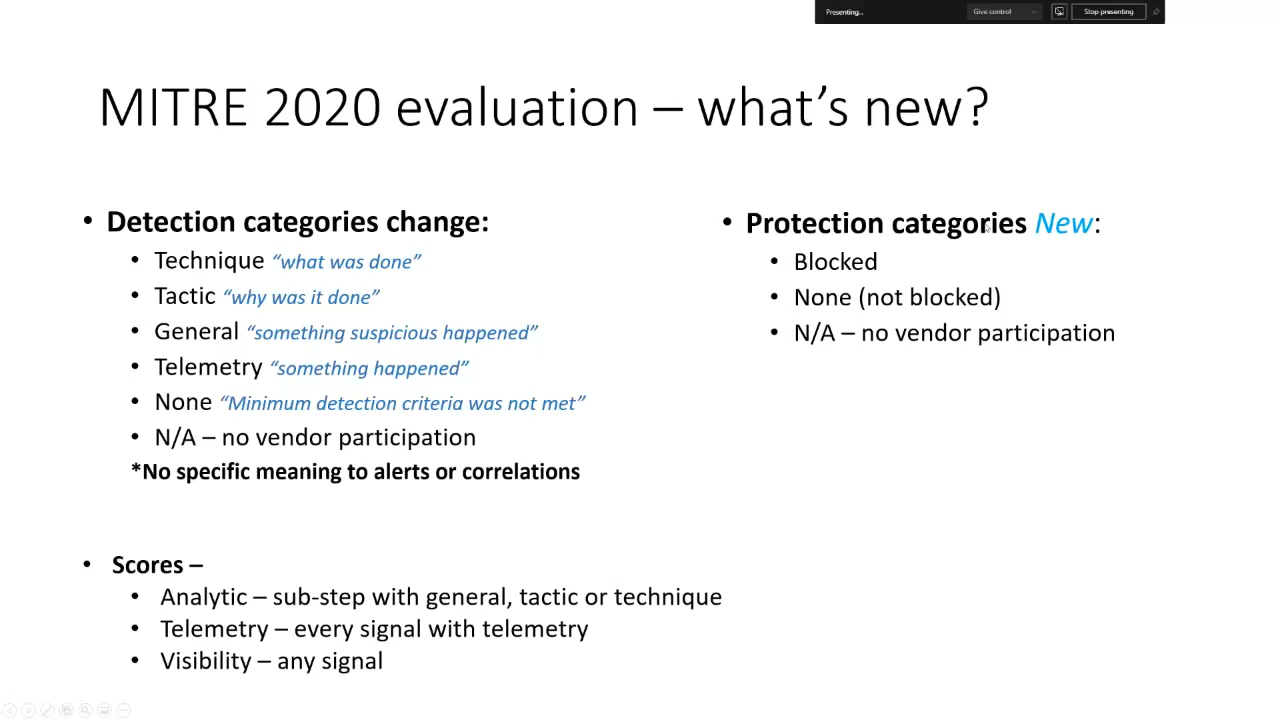 Presenting... Give control Stop presenting
MITRE 2020 evaluation – what’s new?
• Detection categories change:
• Technique “what was done”
• Tactic “why was it done”
• General “something suspicious happened”
• Telemetry “something happened”
• None “Minimum detection criteria was not met”
• N/A – no vendor participation
*No specific meaning to alerts or correlations
• Protection categories New:
• Blocked
• None (not blocked)
• N/A – no vendor participation
• Scores –
• Analytic – sub-step with general, tactic or technique
• Telemetry – every signal with telemetry
• Visibility – any signal